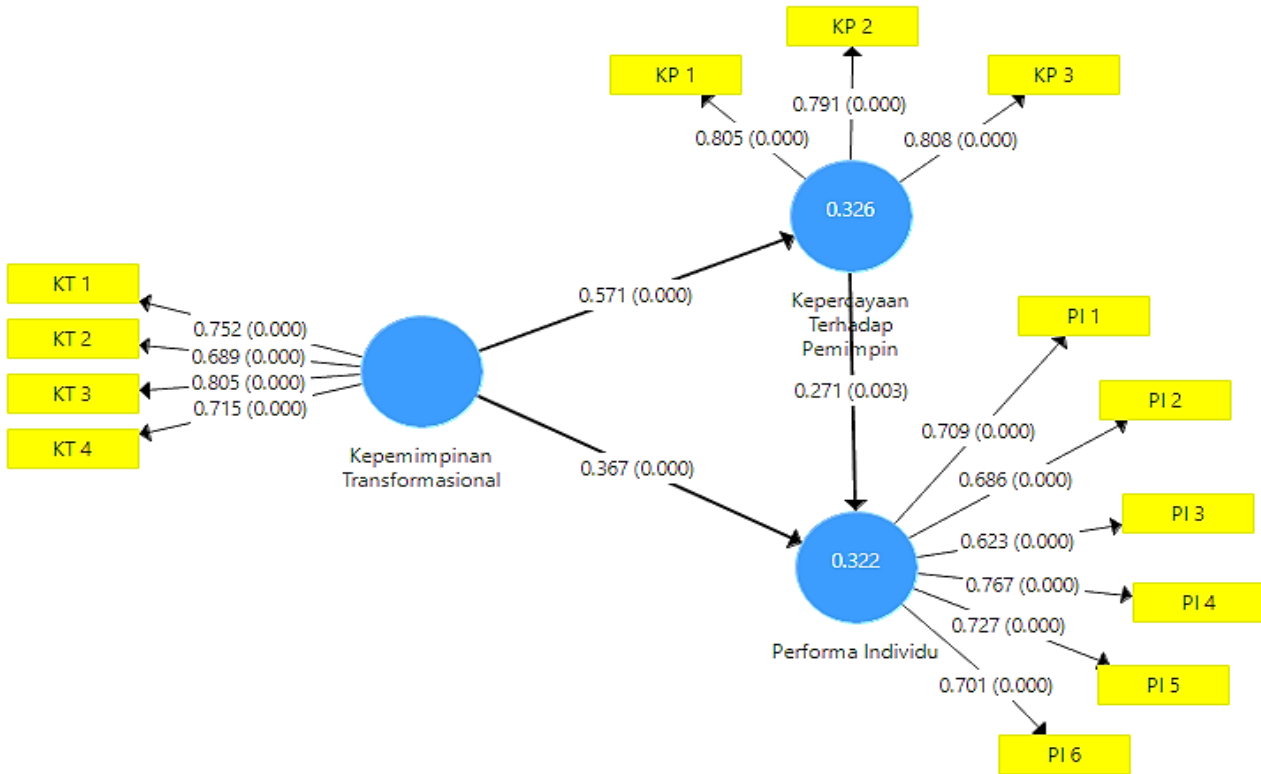 KP 2
KP 1
KP 3
0.791 (0.000)
0.805 (0.000)
0.808 (0.000)
0.326
KT 1
KT 2
KT 3
KT 4
0.752 (0.000)
0.689 (0.000)
0.805 (0.000)
0.715 (0.000)
0.571 (0.000)
Kepercayaan
Terhadap
Pemimpin
Kepemimpinan
Transformasional
0.367 (0.000)
0.271 (0.003)
PI 1
PI 2
PI 3
PI 4
PI 5
PI 6
0.709 (0.000)
0.686 (0.000)
0.623 (0.000)
0.767 (0.000)
0.727 (0.000)
0.701 (0.000)
0.322
Performa Individu